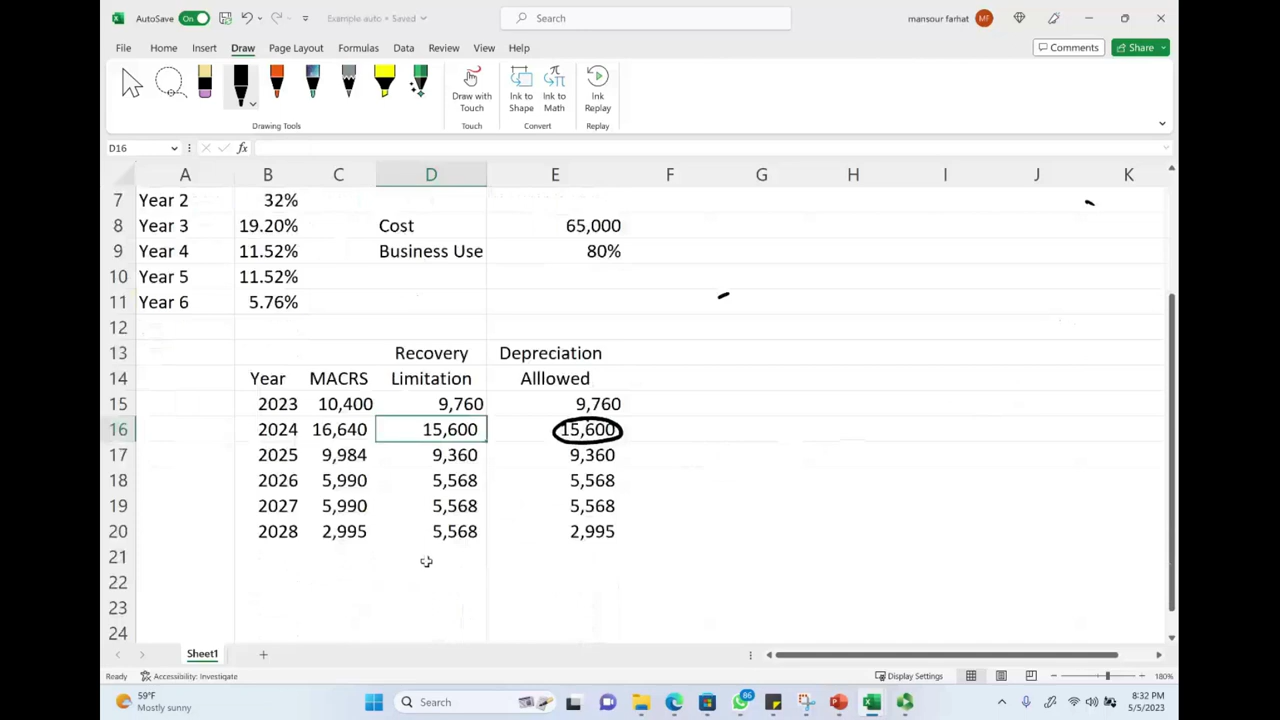 AutoSave On Example auto • Saved Search mansour farhat MF
File Home Insert Draw Page Layout Formulas Data Review View Help Comments Share
Draw with Touch Ink to Shape Ink to Math Ink Replay
Drawing Tools Touch Convert Replay
D16 fx
A B C D E F G H I J K
7 Year 2 32%
8 Year 3 19.20% Cost 65,000
9 Year 4 11.52% Business Use 80%
10 Year 5 11.52%
11 Year 6 5.76%
12
13 Recovery Depreciation
14 Year MACRS Limitation Alllowed
15 2023 10,400 9,760 9,760
16 2024 16,640 15,600 15,600
17 2025 9,984 9,360 9,360
18 2026 5,990 5,568 5,568
19 2027 5,990 5,568 5,568
20 2028 2,995 5,568 2,995
21
22
23
24
Sheet1
Ready Accessibility: Investigate Display Settings 180%
59°F Mostly sunny Search 86 8:32 PM 5/5/2023